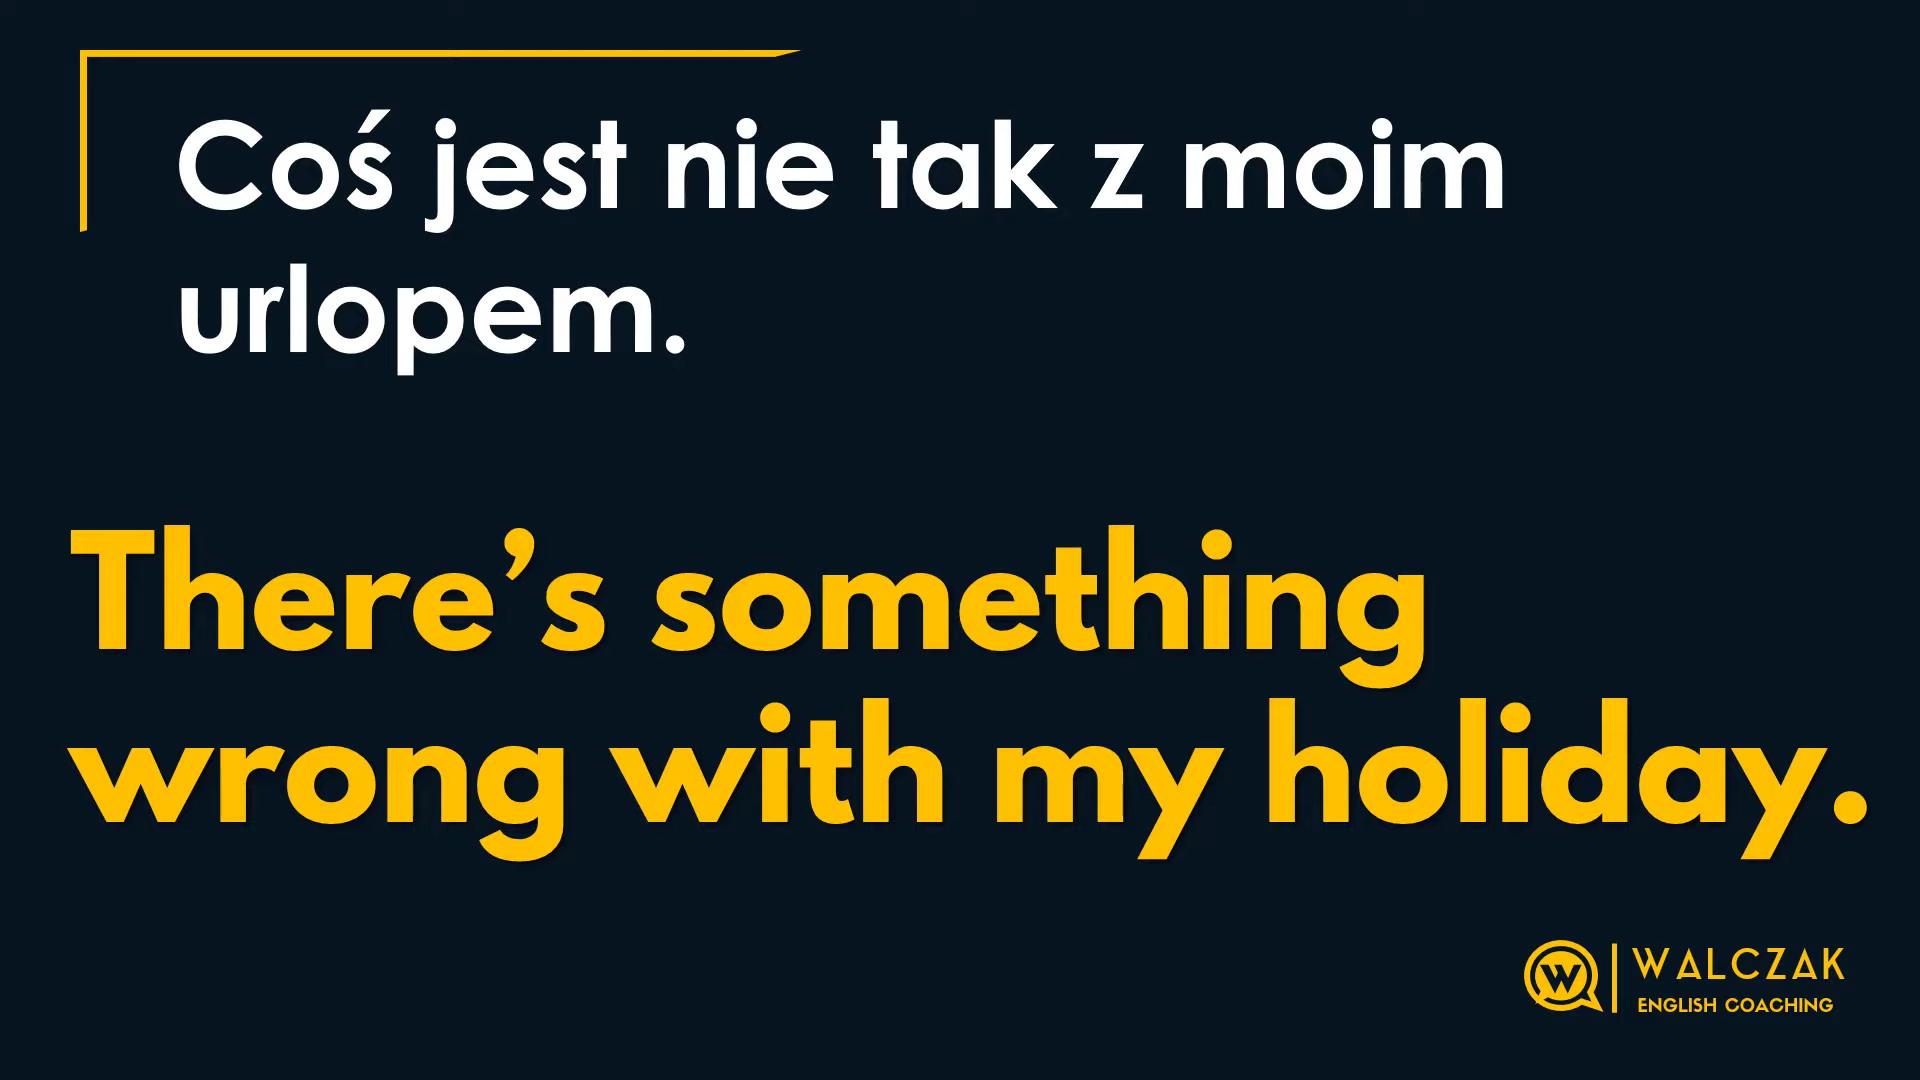 Coś jest nie tak z moim
urlopem.
There’s something
wrong with my holiday.
W
WALCZAK
ENGLISH COACHING